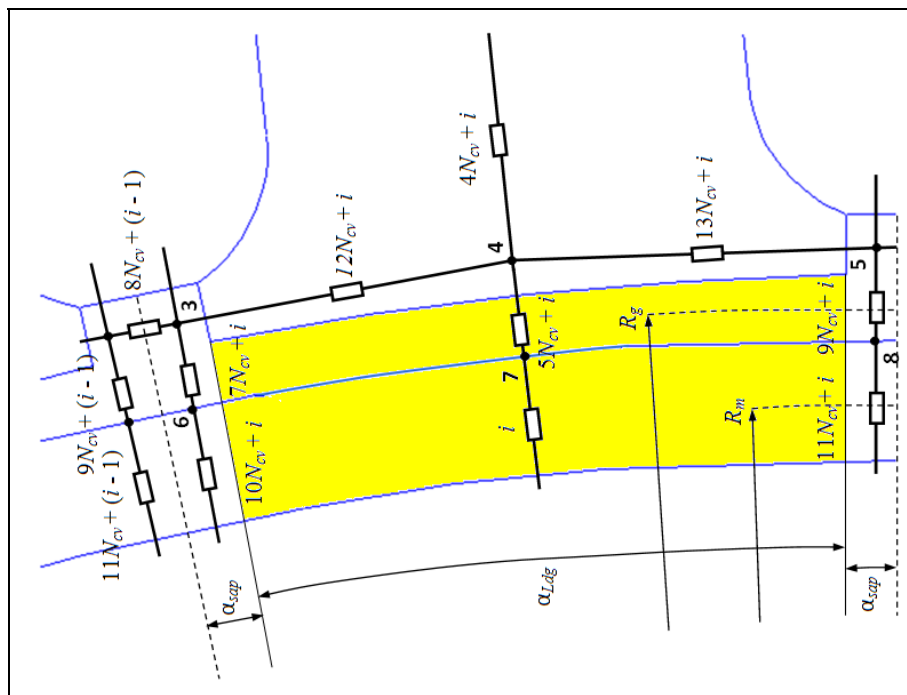 8N_cv + (i - 1)
9N_cv + (i - 1)
11N_cv + (i - 1)
3
6
7N_cv + i
10N_cv + i
12N_cv + i
4N_cv + i
4
7
5N_cv + i
i
13N_cv + i
R_g
R_m
5
9N_cv + i
8
11N_cv + i
α_sap
α_Ldg
α_sap